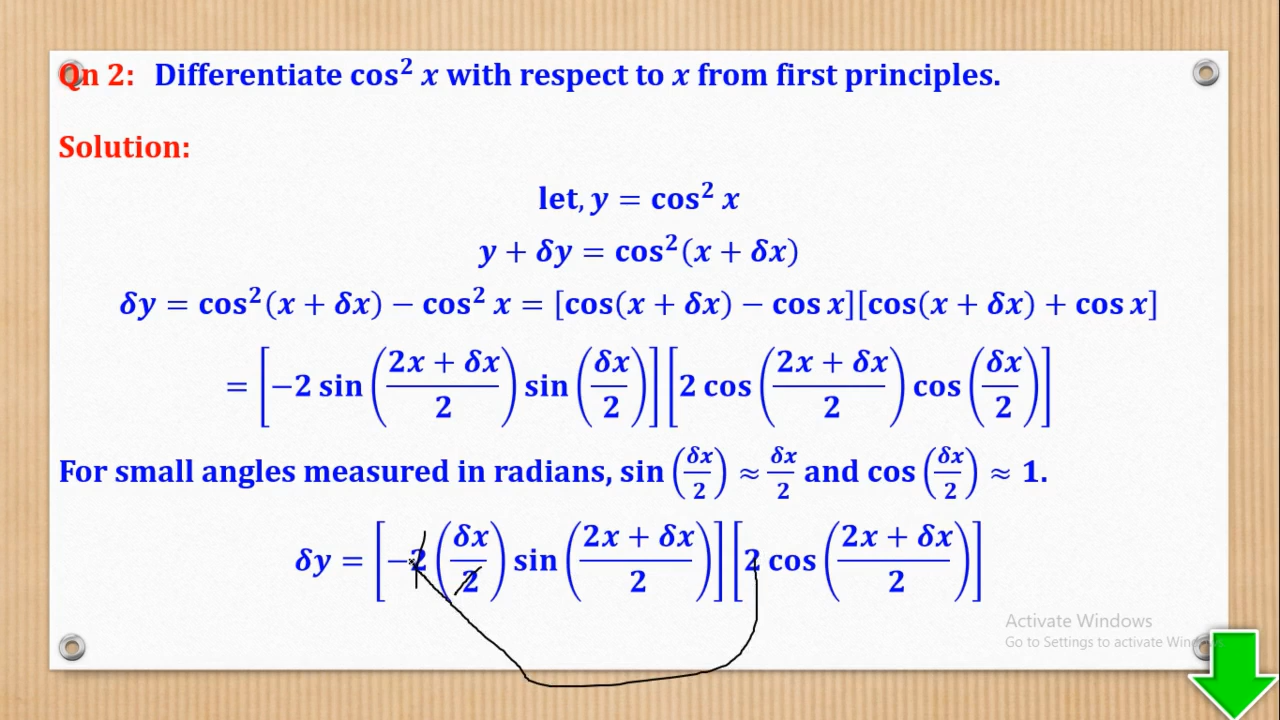 Qn 2: Differentiate cos² x with respect to x from first principles.
Solution:
let, y = cos² x
y + δy = cos²(x + δx)
δy = cos²(x + δx) − cos² x = [cos(x + δx) − cos x][cos(x + δx) + cos x]
= [−2 sin((2x + δx)/2) sin(δx/2)][2 cos((2x + δx)/2) cos(δx/2)]
For small angles measured in radians, sin(δx/2) ≈ δx/2 and cos(δx/2) ≈ 1.
δy = [−2(δx/2) sin((2x + δx)/2)][2 cos((2x + δx)/2)]
Activate Windows
Go to Settings to activate Windows.